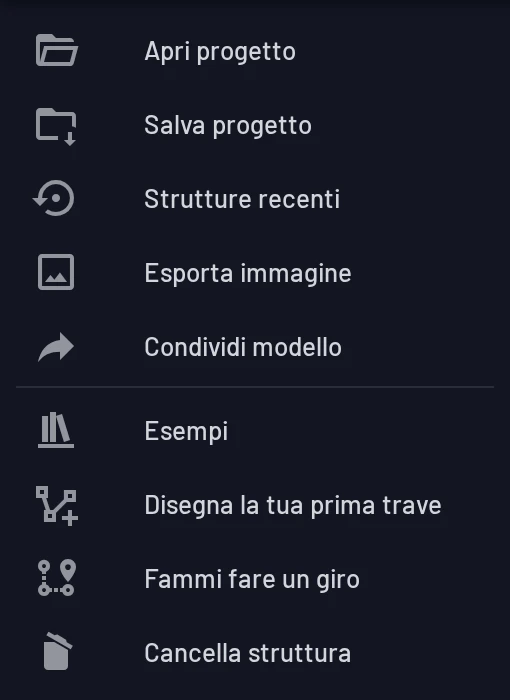 Apri progetto
Salva progetto
Strutture recenti
Esporta immagine
Condividi modello
Esempi
Disegna la tua prima trave
Fammi fare un giro
Cancella struttura